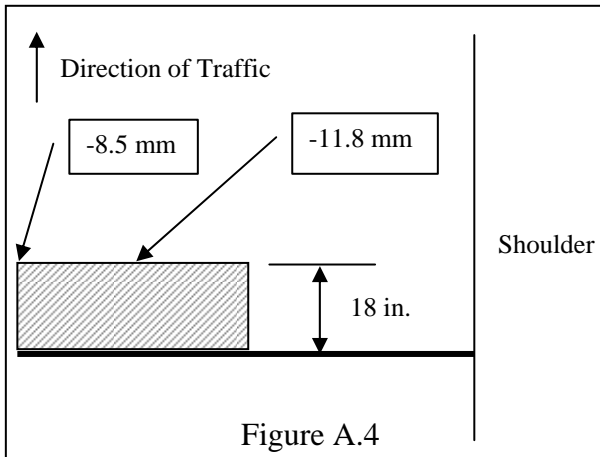 Direction of Traffic
-8.5 mm
-11.8 mm
Shoulder
18 in.
Figure A.4